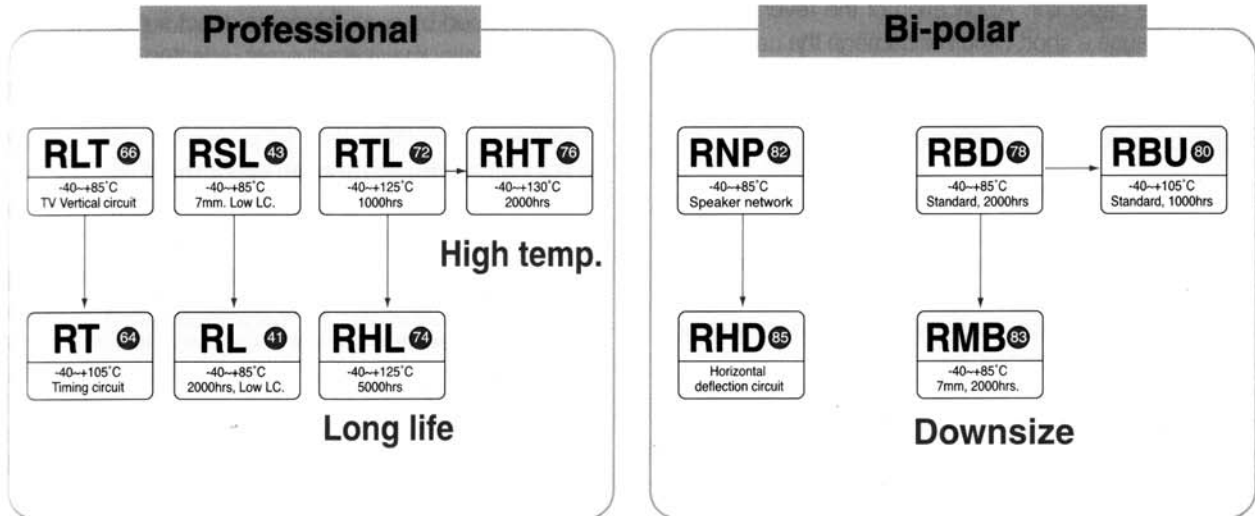 Professional
RLT 66
-40~+85˚C
TV Vertical circuit
RSL 43
-40~+85˚C
7mm. Low LC.
RTL 72
-40~+125˚C
1000hrs
RHT 76
-40~+130˚C
2000hrs
High temp.
RT 64
-40~+105˚C
Timing circuit
RL 41
-40~+85˚C
2000hrs, Low LC.
RHL 74
-40~+125˚C
5000hrs
Long life
Bi-polar
RNP 82
-40~+85˚C
Speaker network
RBD 78
-40~+85˚C
Standard, 2000hrs
RBU 80
-40~+105˚C
Standard, 1000hrs
RHD 85
Horizontal
deflection circuit
RMB 83
-40~+85˚C
7mm, 2000hrs.
Downsize